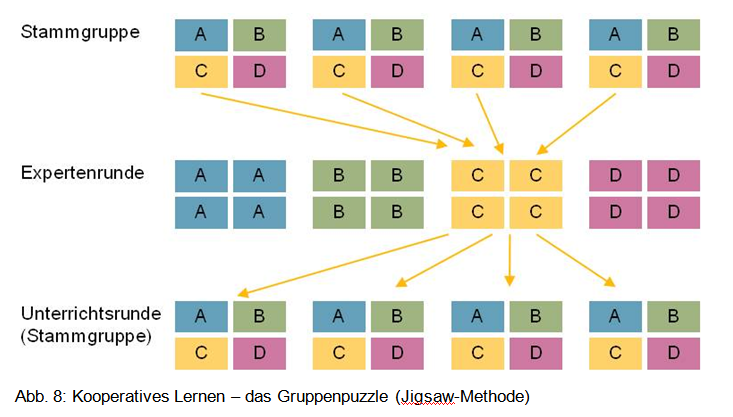 Stammgruppe A B A B A B A B
C D C D C D C D
Expertenrunde A A B B C C D D
A A B B C C D D
Unterrichtsrunde A B A B A B A B
(Stammgruppe) C D C D C D C D
Abb. 8: Kooperatives Lernen – das Gruppenpuzzle (Jigsaw-Methode)